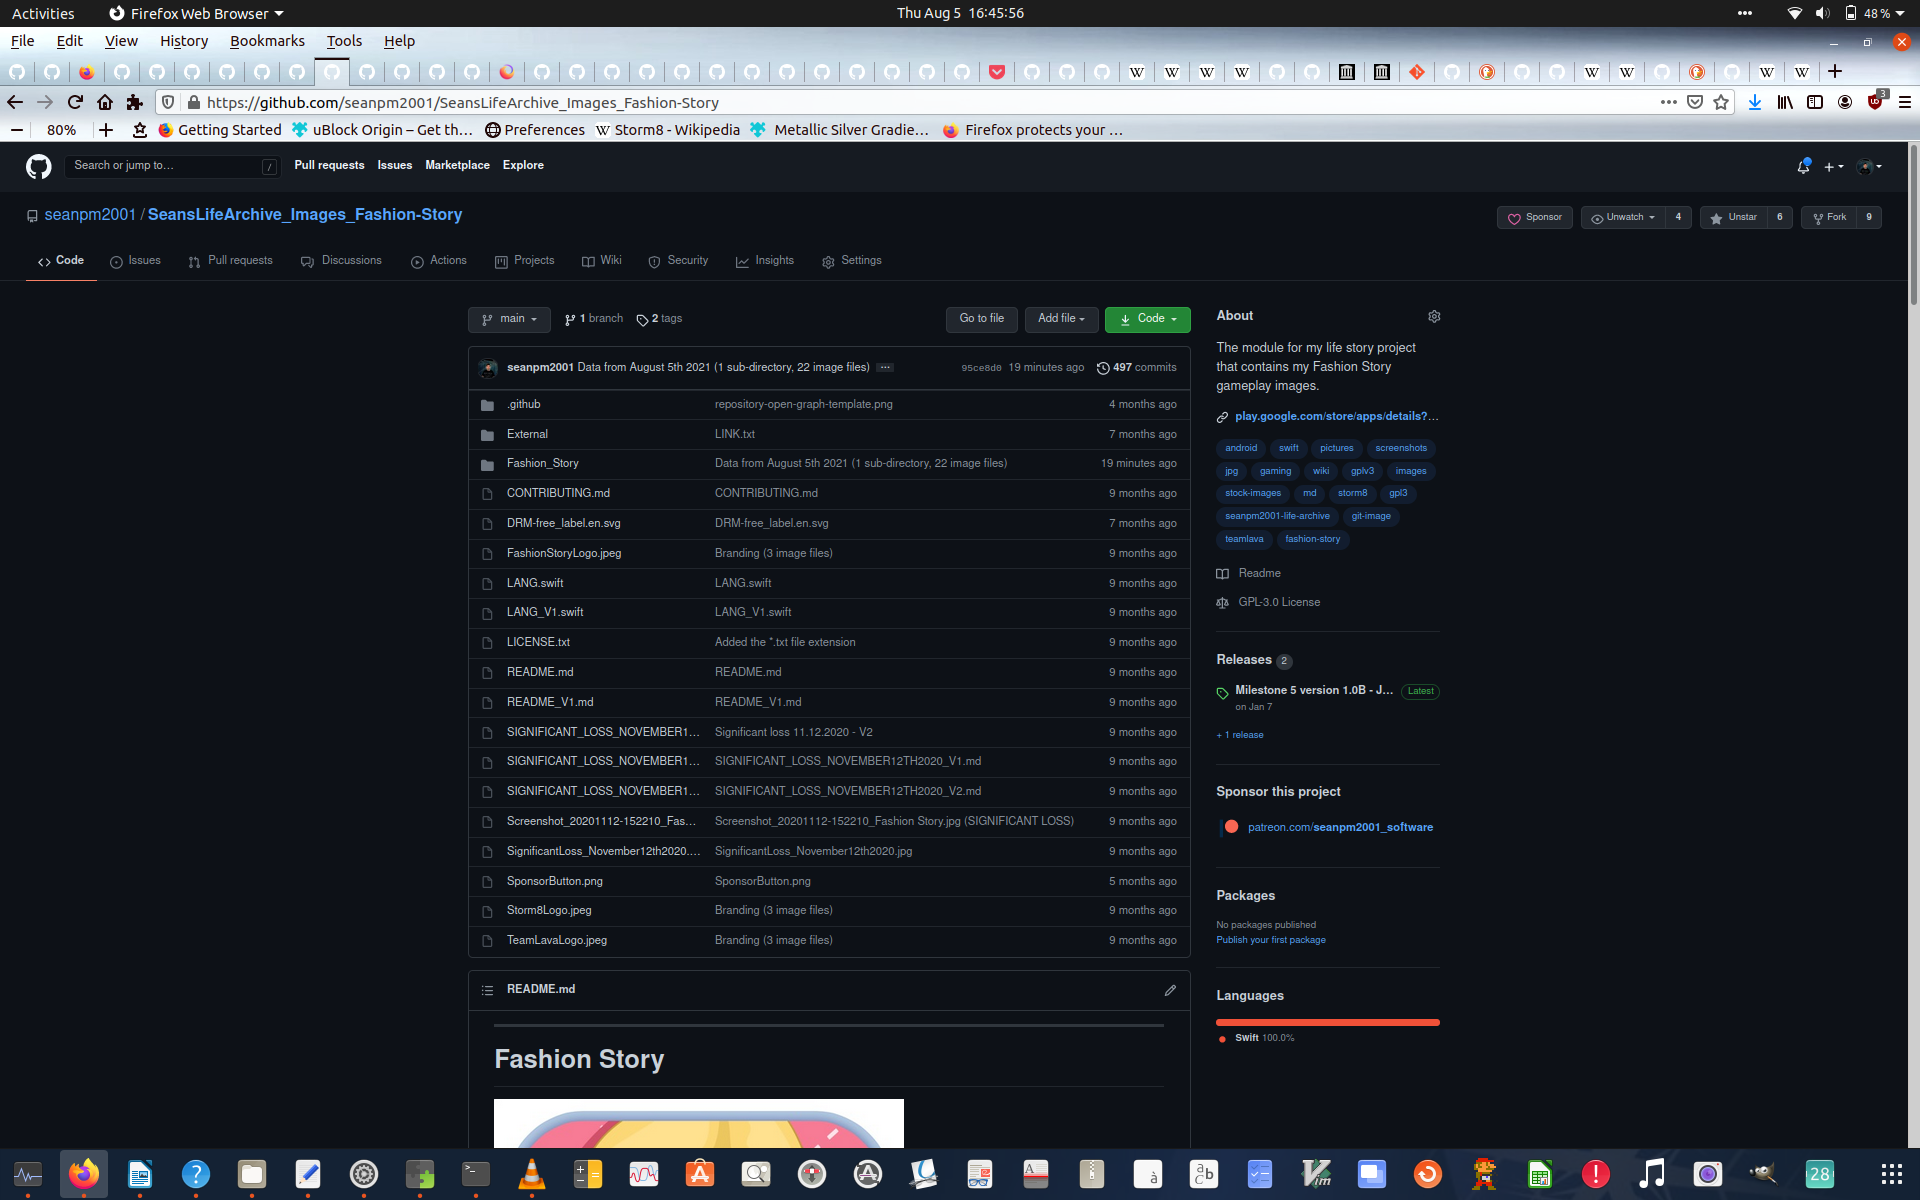 Activities Firefox Web Browser Thu Aug 5 16:45:56 48 %
File Edit View History Bookmarks Tools Help
https://github.com/seanpm2001/SeansLifeArchive_Images_Fashion-Story 3
80% Getting Started uBlock Origin – Get th… Preferences Storm8 - Wikipedia Metallic Silver Gradie… Firefox protects your …
Search or jump to… / Pull requests Issues Marketplace Explore
seanpm2001 / SeansLifeArchive_Images_Fashion-Story Sponsor Unwatch 4 Unstar 6 Fork 9
Code Issues Pull requests Discussions Actions Projects Wiki Security Insights Settings
main 1 branch 2 tags Go to file Add file Code
seanpm2001 Data from August 5th 2021 (1 sub-directory, 22 image files) ··· 95ce8d0 19 minutes ago 497 commits
.github repository-open-graph-template.png 4 months ago
External LINK.txt 7 months ago
Fashion_Story Data from August 5th 2021 (1 sub-directory, 22 image files) 19 minutes ago
CONTRIBUTING.md CONTRIBUTING.md 9 months ago
DRM-free_label.en.svg DRM-free_label.en.svg 7 months ago
FashionStoryLogo.jpeg Branding (3 image files) 9 months ago
LANG.swift LANG.swift 9 months ago
LANG_V1.swift LANG_V1.swift 9 months ago
LICENSE.txt Added the *.txt file extension 9 months ago
README.md README.md 9 months ago
README_V1.md README_V1.md 9 months ago
SIGNIFICANT_LOSS_NOVEMBER1… Significant loss 11.12.2020 - V2 9 months ago
SIGNIFICANT_LOSS_NOVEMBER1… SIGNIFICANT_LOSS_NOVEMBER12TH2020_V1.md 9 months ago
SIGNIFICANT_LOSS_NOVEMBER1… SIGNIFICANT_LOSS_NOVEMBER12TH2020_V2.md 9 months ago
Screenshot_20201112-152210_Fas… Screenshot_20201112-152210_Fashion Story.jpg (SIGNIFICANT LOSS) 9 months ago
SignificantLoss_November12th2020.… SignificantLoss_November12th2020.jpg 9 months ago
SponsorButton.png SponsorButton.png 5 months ago
Storm8Logo.jpeg Branding (3 image files) 9 months ago
TeamLavaLogo.jpeg Branding (3 image files) 9 months ago
README.md
Fashion Story
About
The module for my life story project
that contains my Fashion Story
gameplay images.
play.google.com/store/apps/details?…
android swift pictures screenshots
jpg gaming wiki gplv3 images
stock-images md storm8 gpl3
seanpm2001-life-archive git-image
teamlava fashion-story
Readme
GPL-3.0 License
Releases 2
Milestone 5 version 1.0B - J… Latest
on Jan 7
+ 1 release
Sponsor this project
patreon.com/seanpm2001_software
Packages
No packages published
Publish your first package
Languages
Swift 100.0%
28